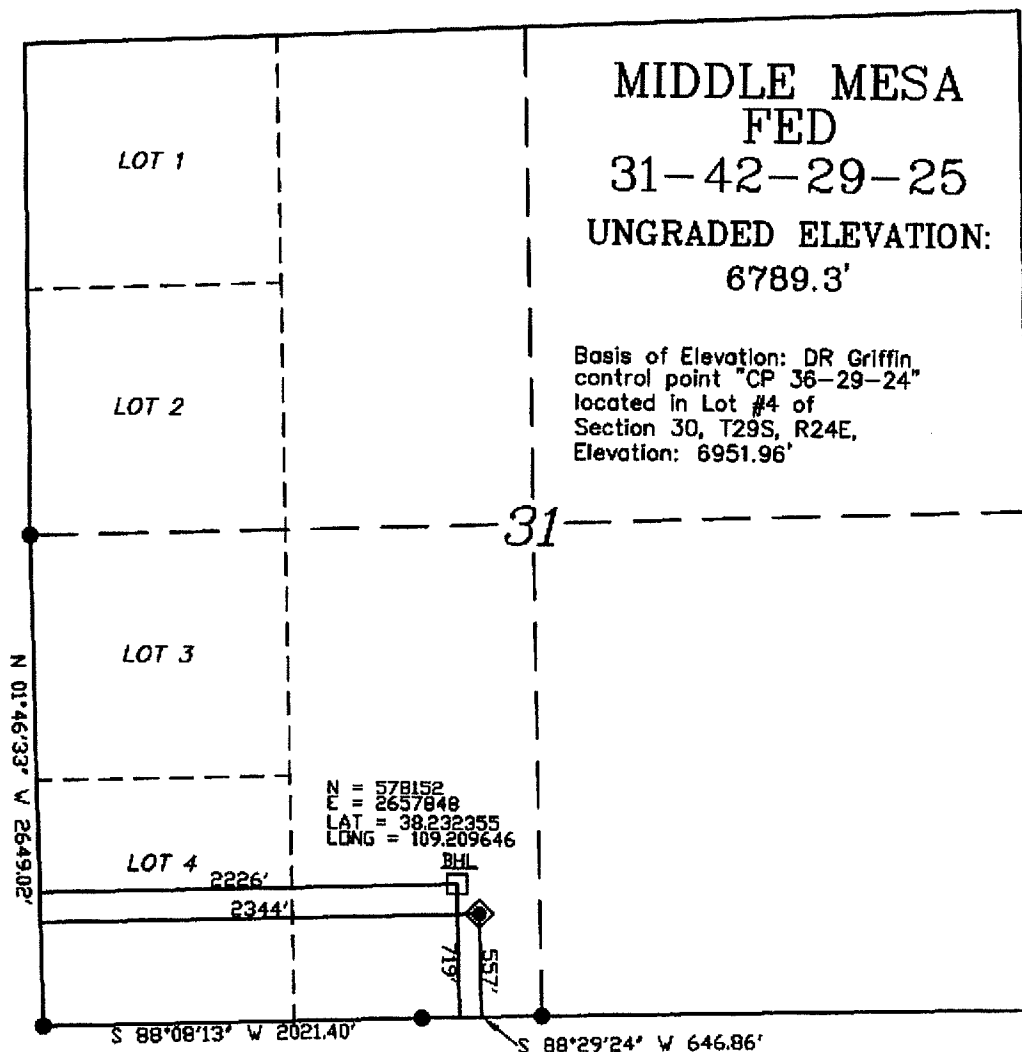 MIDDLE MESA
FED
31-42-29-25
UNGRADED ELEVATION:
6789.3'
LOT 1
Basis of Elevation: DR Griffin
control point "CP 36-29-24"
located in Lot #4 of
Section 30, T29S, R24E,
Elevation: 6951.96'
LOT 2
31
LOT 3
N 01°46'33" W 2649.02'
N = 578152
E = 2657848
LAT = 38.232355
LONG = 109.209646
BHL
LOT 4
2226'
2344'
719'
557'
S 88°08'13" W 2021.40'
S 88°29'24" W 646.86'